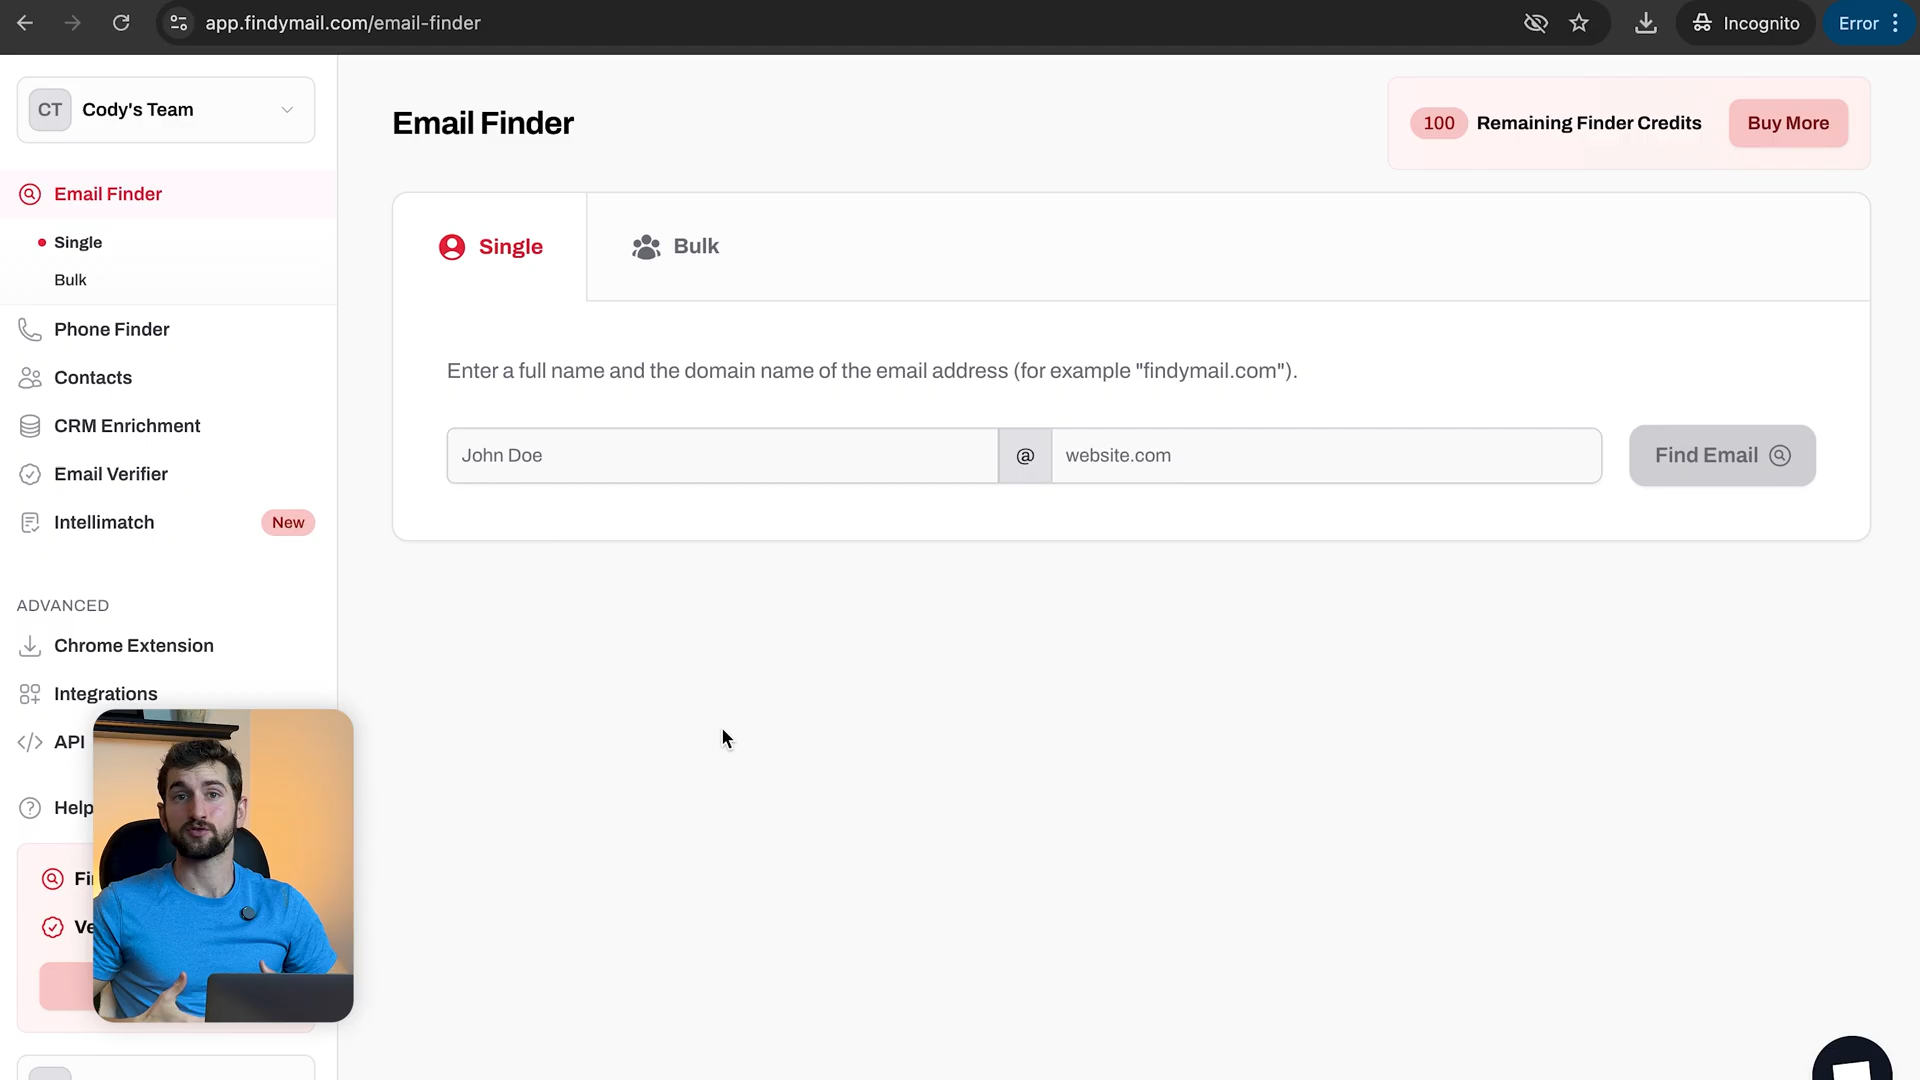 app.findymail.com/email-finder
Incognito
Error
CT
Cody's Team
Email Finder
Single
Bulk
Phone Finder
Contacts
CRM Enrichment
Email Verifier
Intellimatch
New
ADVANCED
Chrome Extension
Integrations
API
Help
Email Finder
100
Remaining Finder Credits
Buy More
Single
Bulk
Enter a full name and the domain name of the email address (for example "findymail.com").
John Doe
@
website.com
Find Email